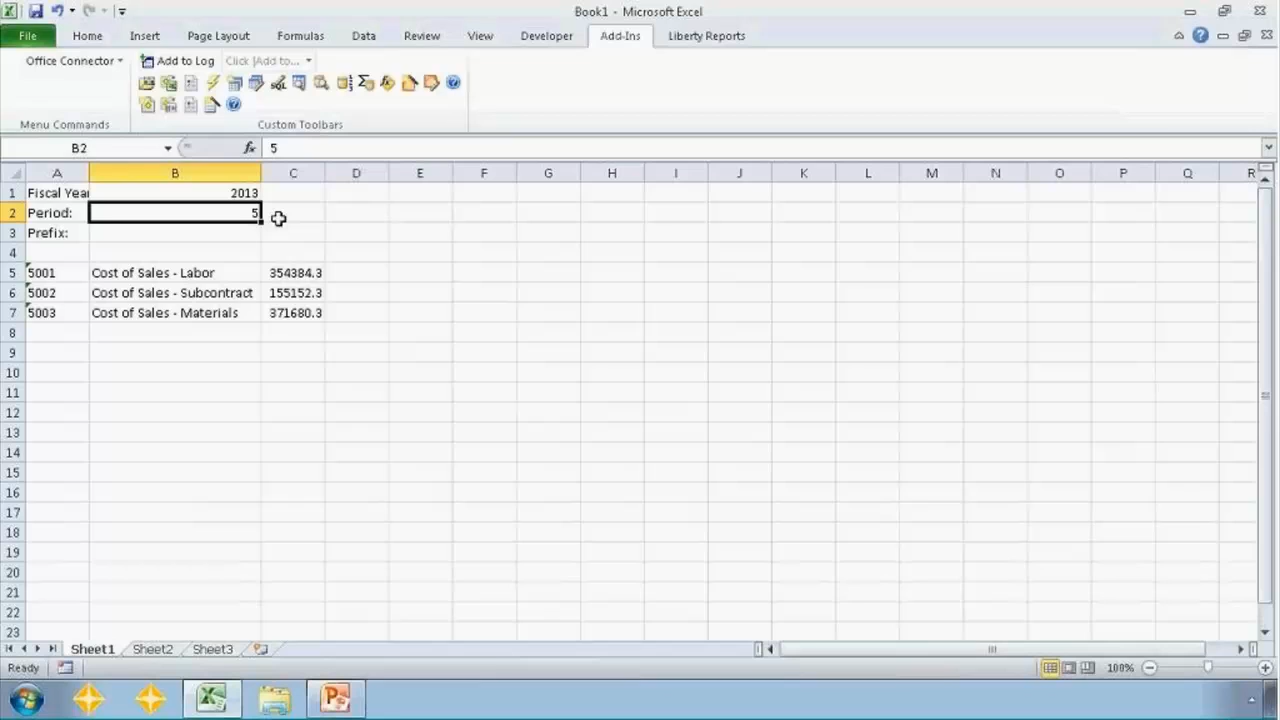 Book1 - Microsoft Excel
File Home Insert Page Layout Formulas Data Review View Developer Add-Ins Liberty Reports
Office Connector Add to Log Click [Add to...
Menu Commands Custom Toolbars
B2 fx 5
A B C D E F G H I J K L M N O P Q R
1 Fiscal Year 2013
2 Period: 5
3 Prefix:
4
5 5001 Cost of Sales - Labor 354384.3
6 5002 Cost of Sales - Subcontract 155152.3
7 5003 Cost of Sales - Materials 371680.3
8
9
10
11
12
13
14
15
16
17
18
19
20
21
22
23
Sheet1 Sheet2 Sheet3
Ready 100%